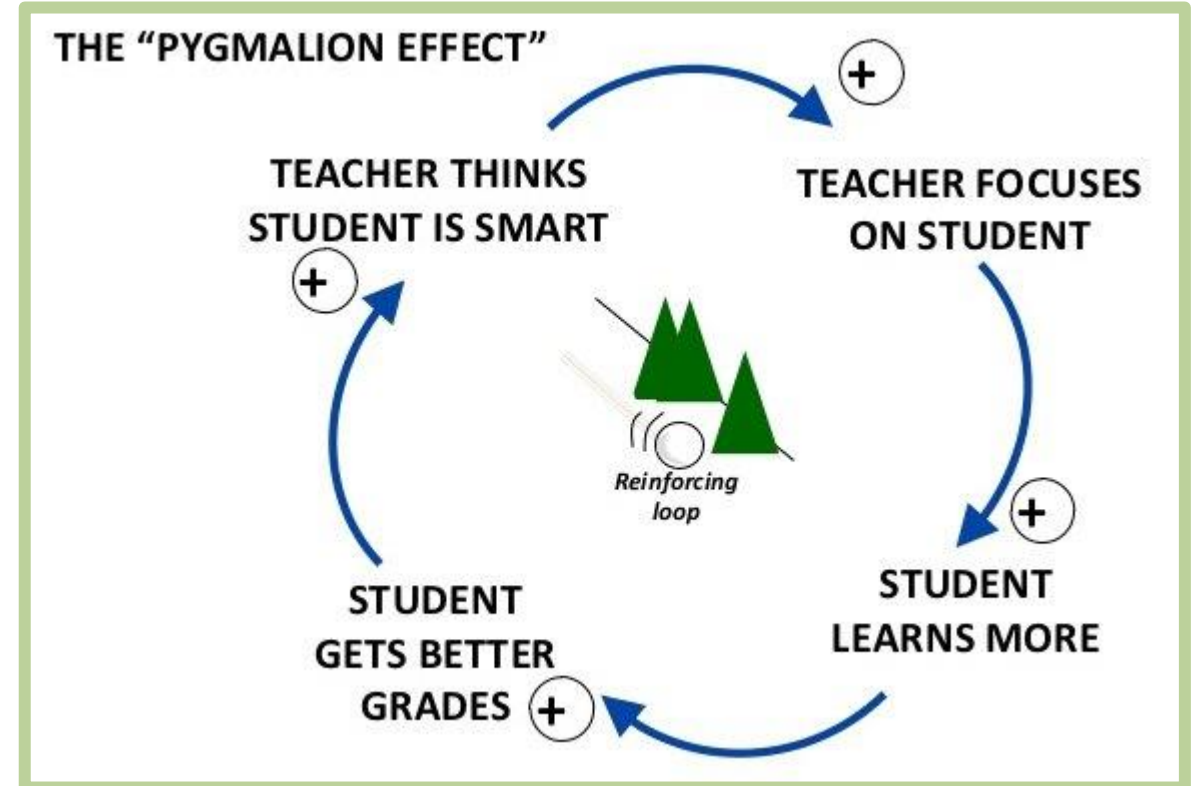 THE “PYGMALION EFFECT”
+
TEACHER THINKS
STUDENT IS SMART
+
TEACHER FOCUSES
ON STUDENT
Reinforcing
loop
+
STUDENT
LEARNS MORE
STUDENT
GETS BETTER
GRADES +